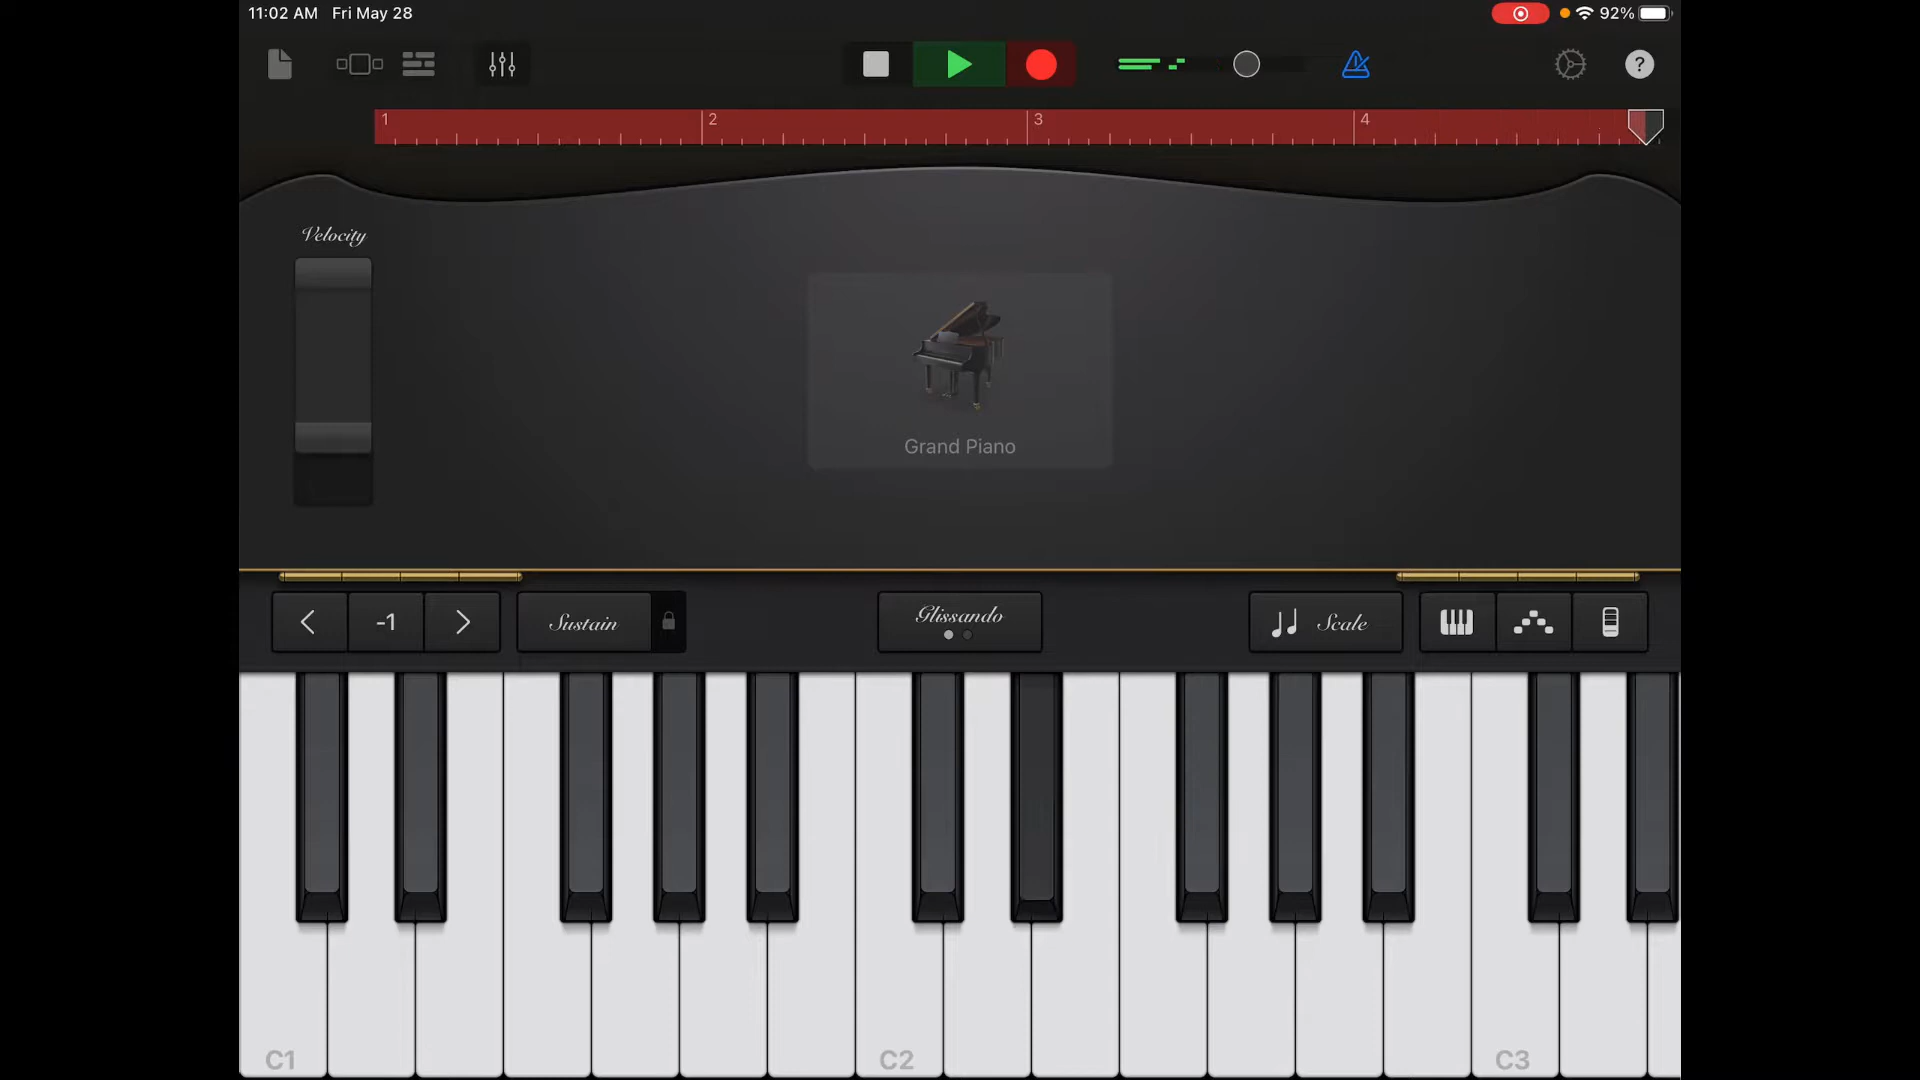 11:02 AM Fri May 28
92%
?
1 2 3 4
Velocity
Grand Piano
-1
Sustain
Glissando
Scale
C1 C2 C3